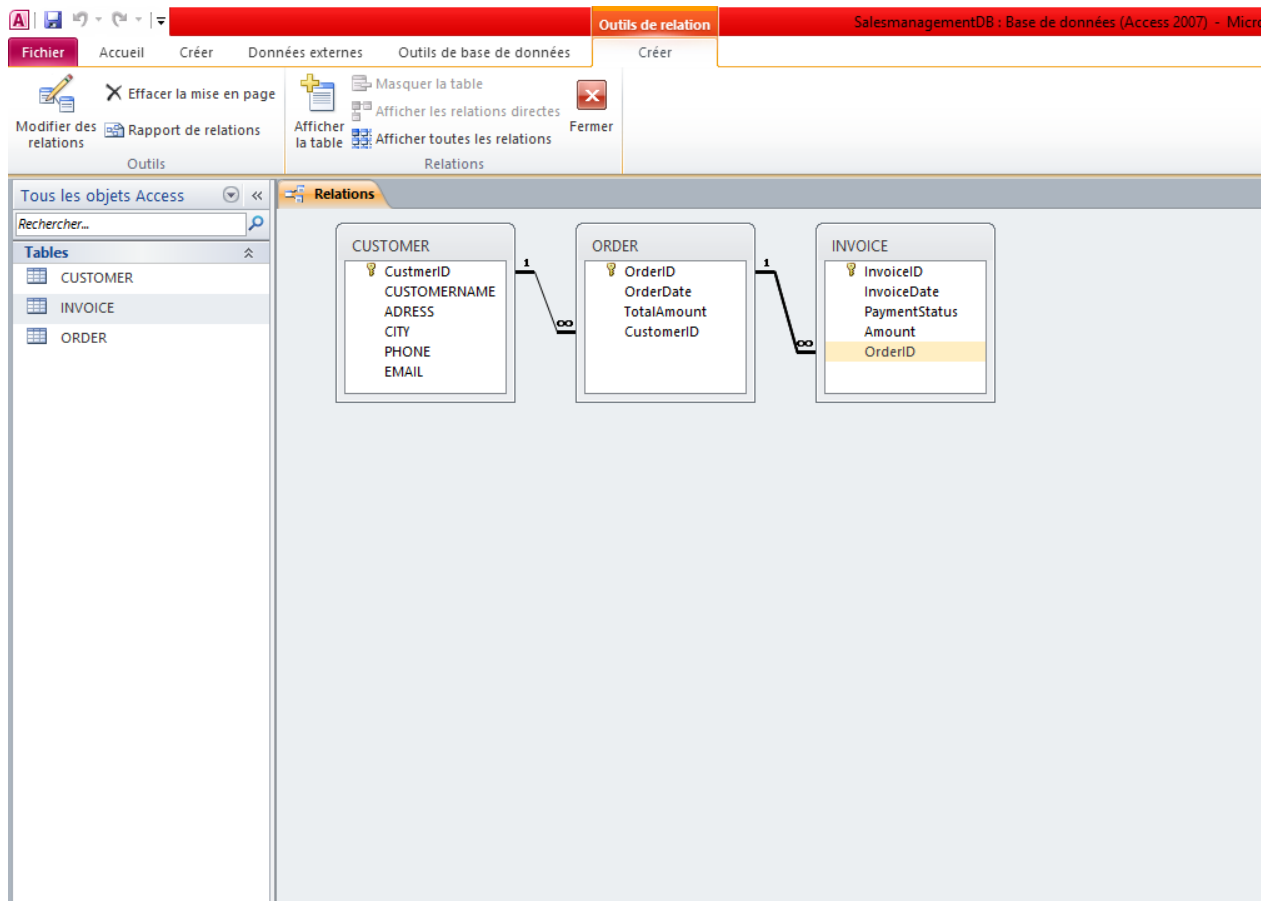 A
Outils de relation
SalesmanagementDB : Base de données (Access 2007) - Micro
Fichier Accueil Créer Données externes Outils de base de données Créer
Modifier des relations
Effacer la mise en page
Rapport de relations
Outils
Afficher la table
Masquer la table
Afficher les relations directes
Afficher toutes les relations
Fermer
Relations
Tous les objets Access
«
Rechercher...
Tables
CUSTOMER
INVOICE
ORDER
Relations
CUSTOMER
CustmerID
CUSTOMERNAME
ADRESS
CITY
PHONE
EMAIL
1
∞
ORDER
OrderID
OrderDate
TotalAmount
CustomerID
1
∞
INVOICE
InvoiceID
InvoiceDate
PaymentStatus
Amount
OrderID